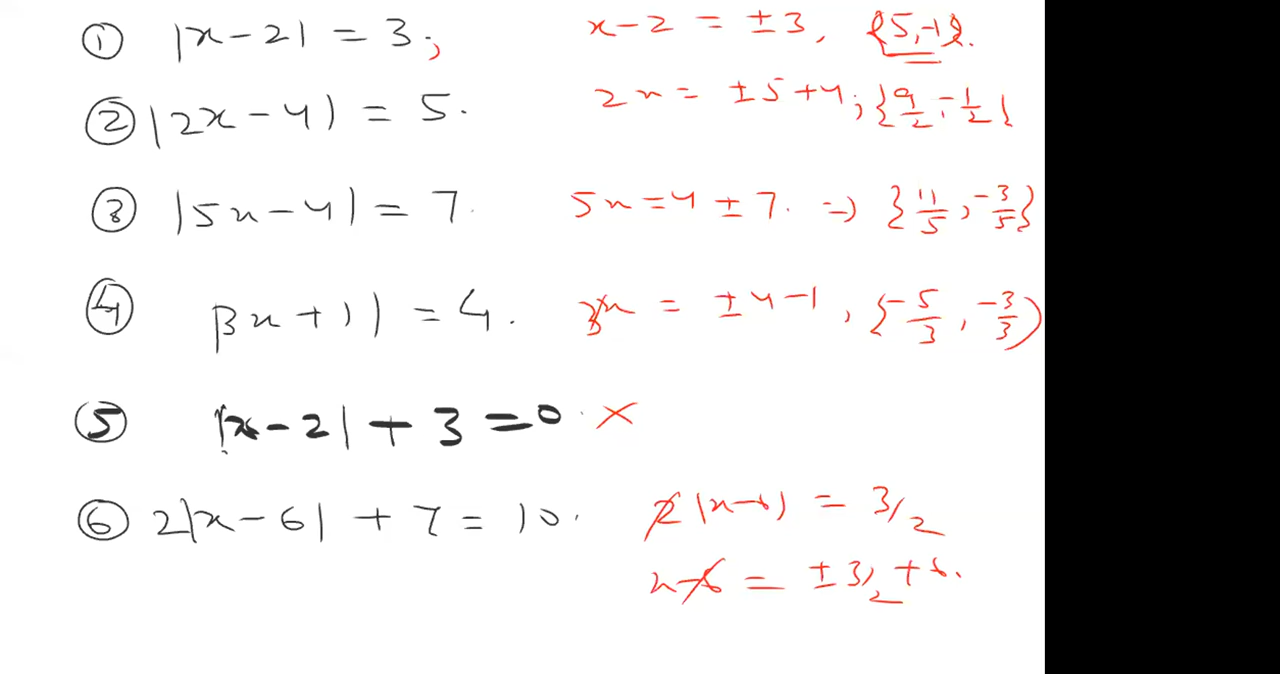 ① |x-2| = 3; x-2 = ±3, {5,-1}.
② |2x-4| = 5. 2x = ±5+4; {9/2, -1/2}
③ |5x-4| = 7. 5x = 4 ± 7. => {11/5, -3/5}
④ |3x+1| = 4. 3x = ±4-1, {-5/3, -3/3}
⑤ |x-2| + 3 = 0. ×
⑥ 2|x-6| + 7 = 10. 2|x-6| = 3/2
x-6 = ±3/2 + 6.